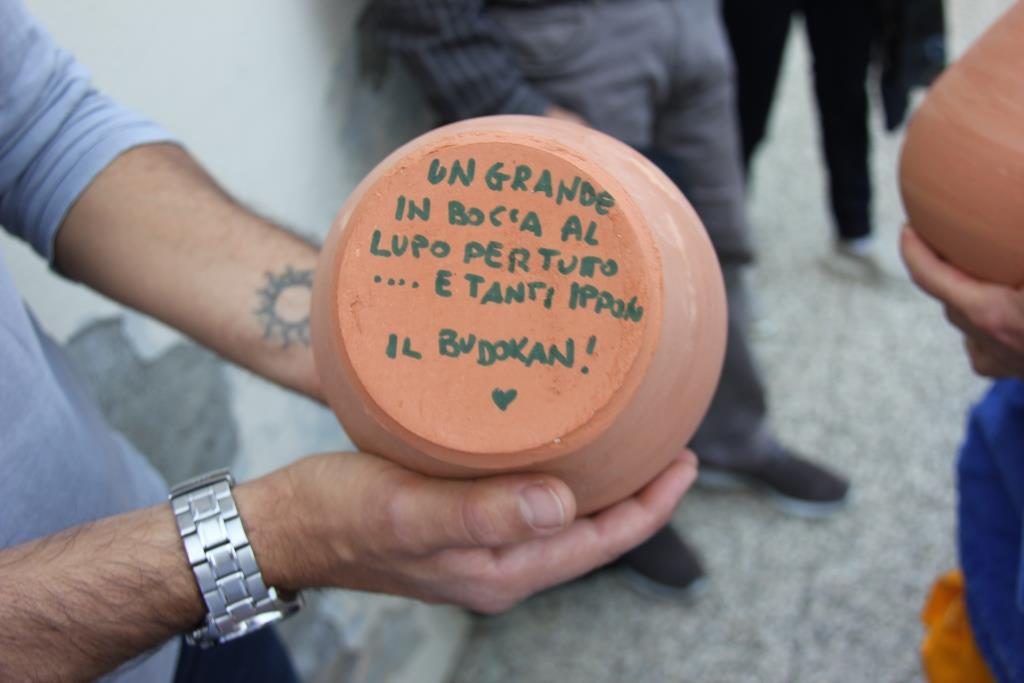 UN GRANDE
IN BOCCA AL
LUPO PER TUTTO
.... E TANTI IPPON
IL BUDOKAN!